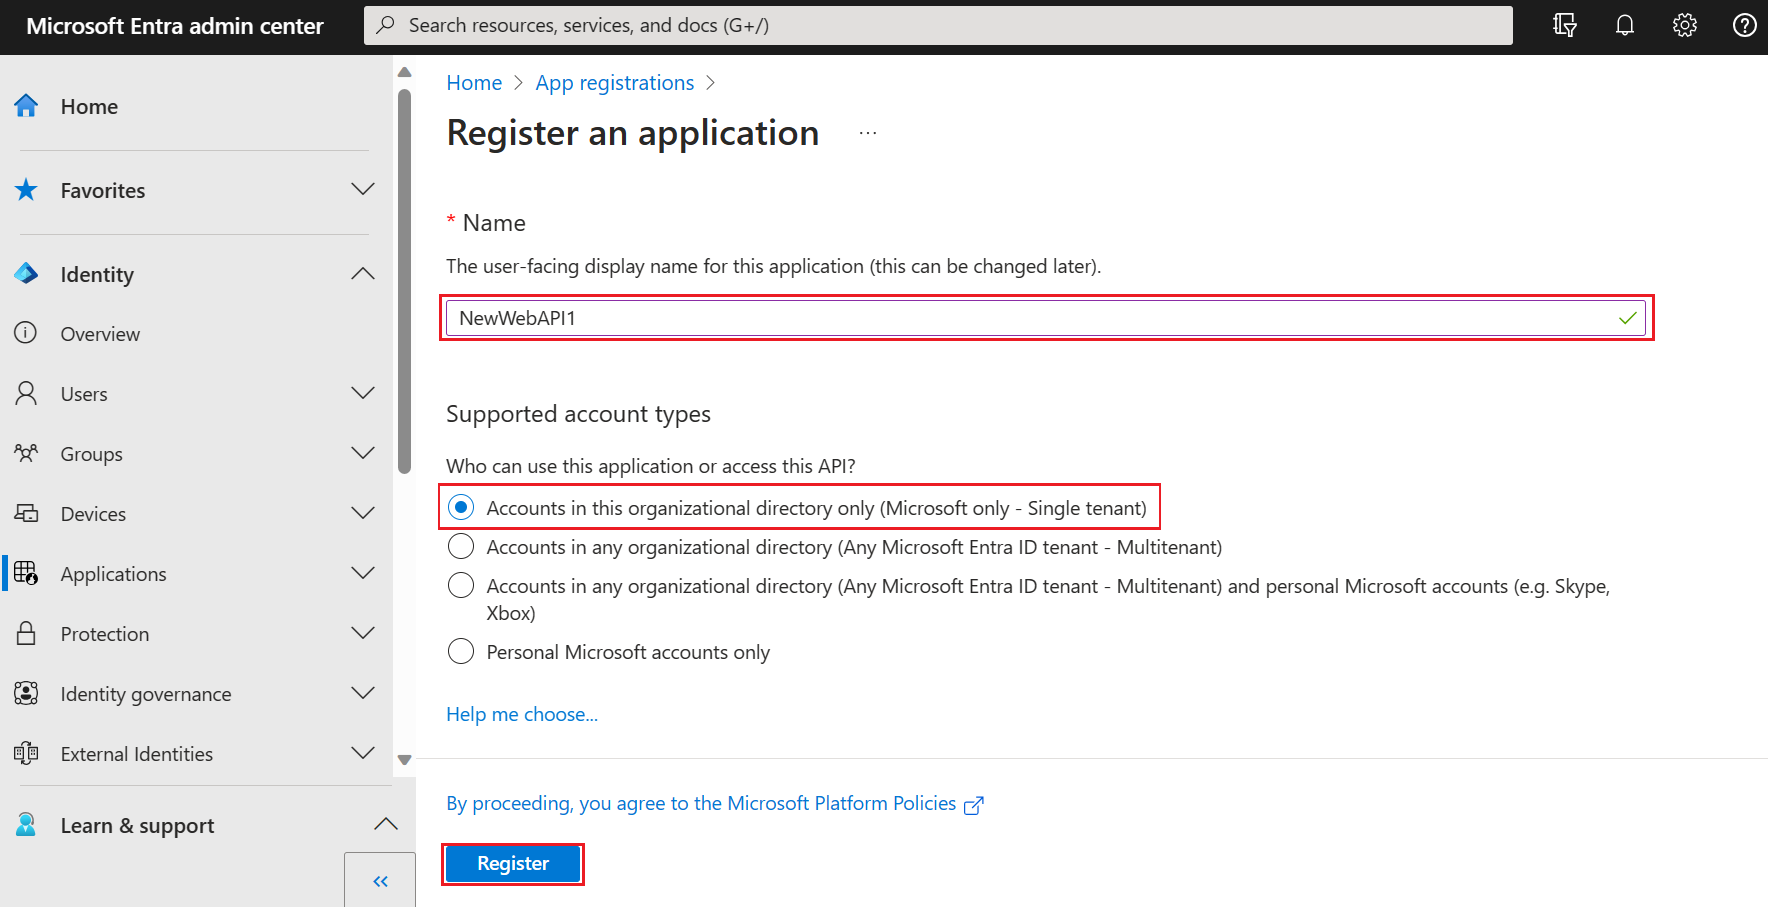 Microsoft Entra admin center
Search resources, services, and docs (G+/)
Home
Favorites
Identity
Overview
Users
Groups
Devices
Applications
Protection
Identity governance
External Identities
Learn & support
Home > App registrations >
Register an application ...
* Name
The user-facing display name for this application (this can be changed later).
NewWebAPI1
Supported account types
Who can use this application or access this API?
Accounts in this organizational directory only (Microsoft only - Single tenant)
Accounts in any organizational directory (Any Microsoft Entra ID tenant - Multitenant)
Accounts in any organizational directory (Any Microsoft Entra ID tenant - Multitenant) and personal Microsoft accounts (e.g. Skype,
Xbox)
Personal Microsoft accounts only
Help me choose...
By proceeding, you agree to the Microsoft Platform Policies
Register